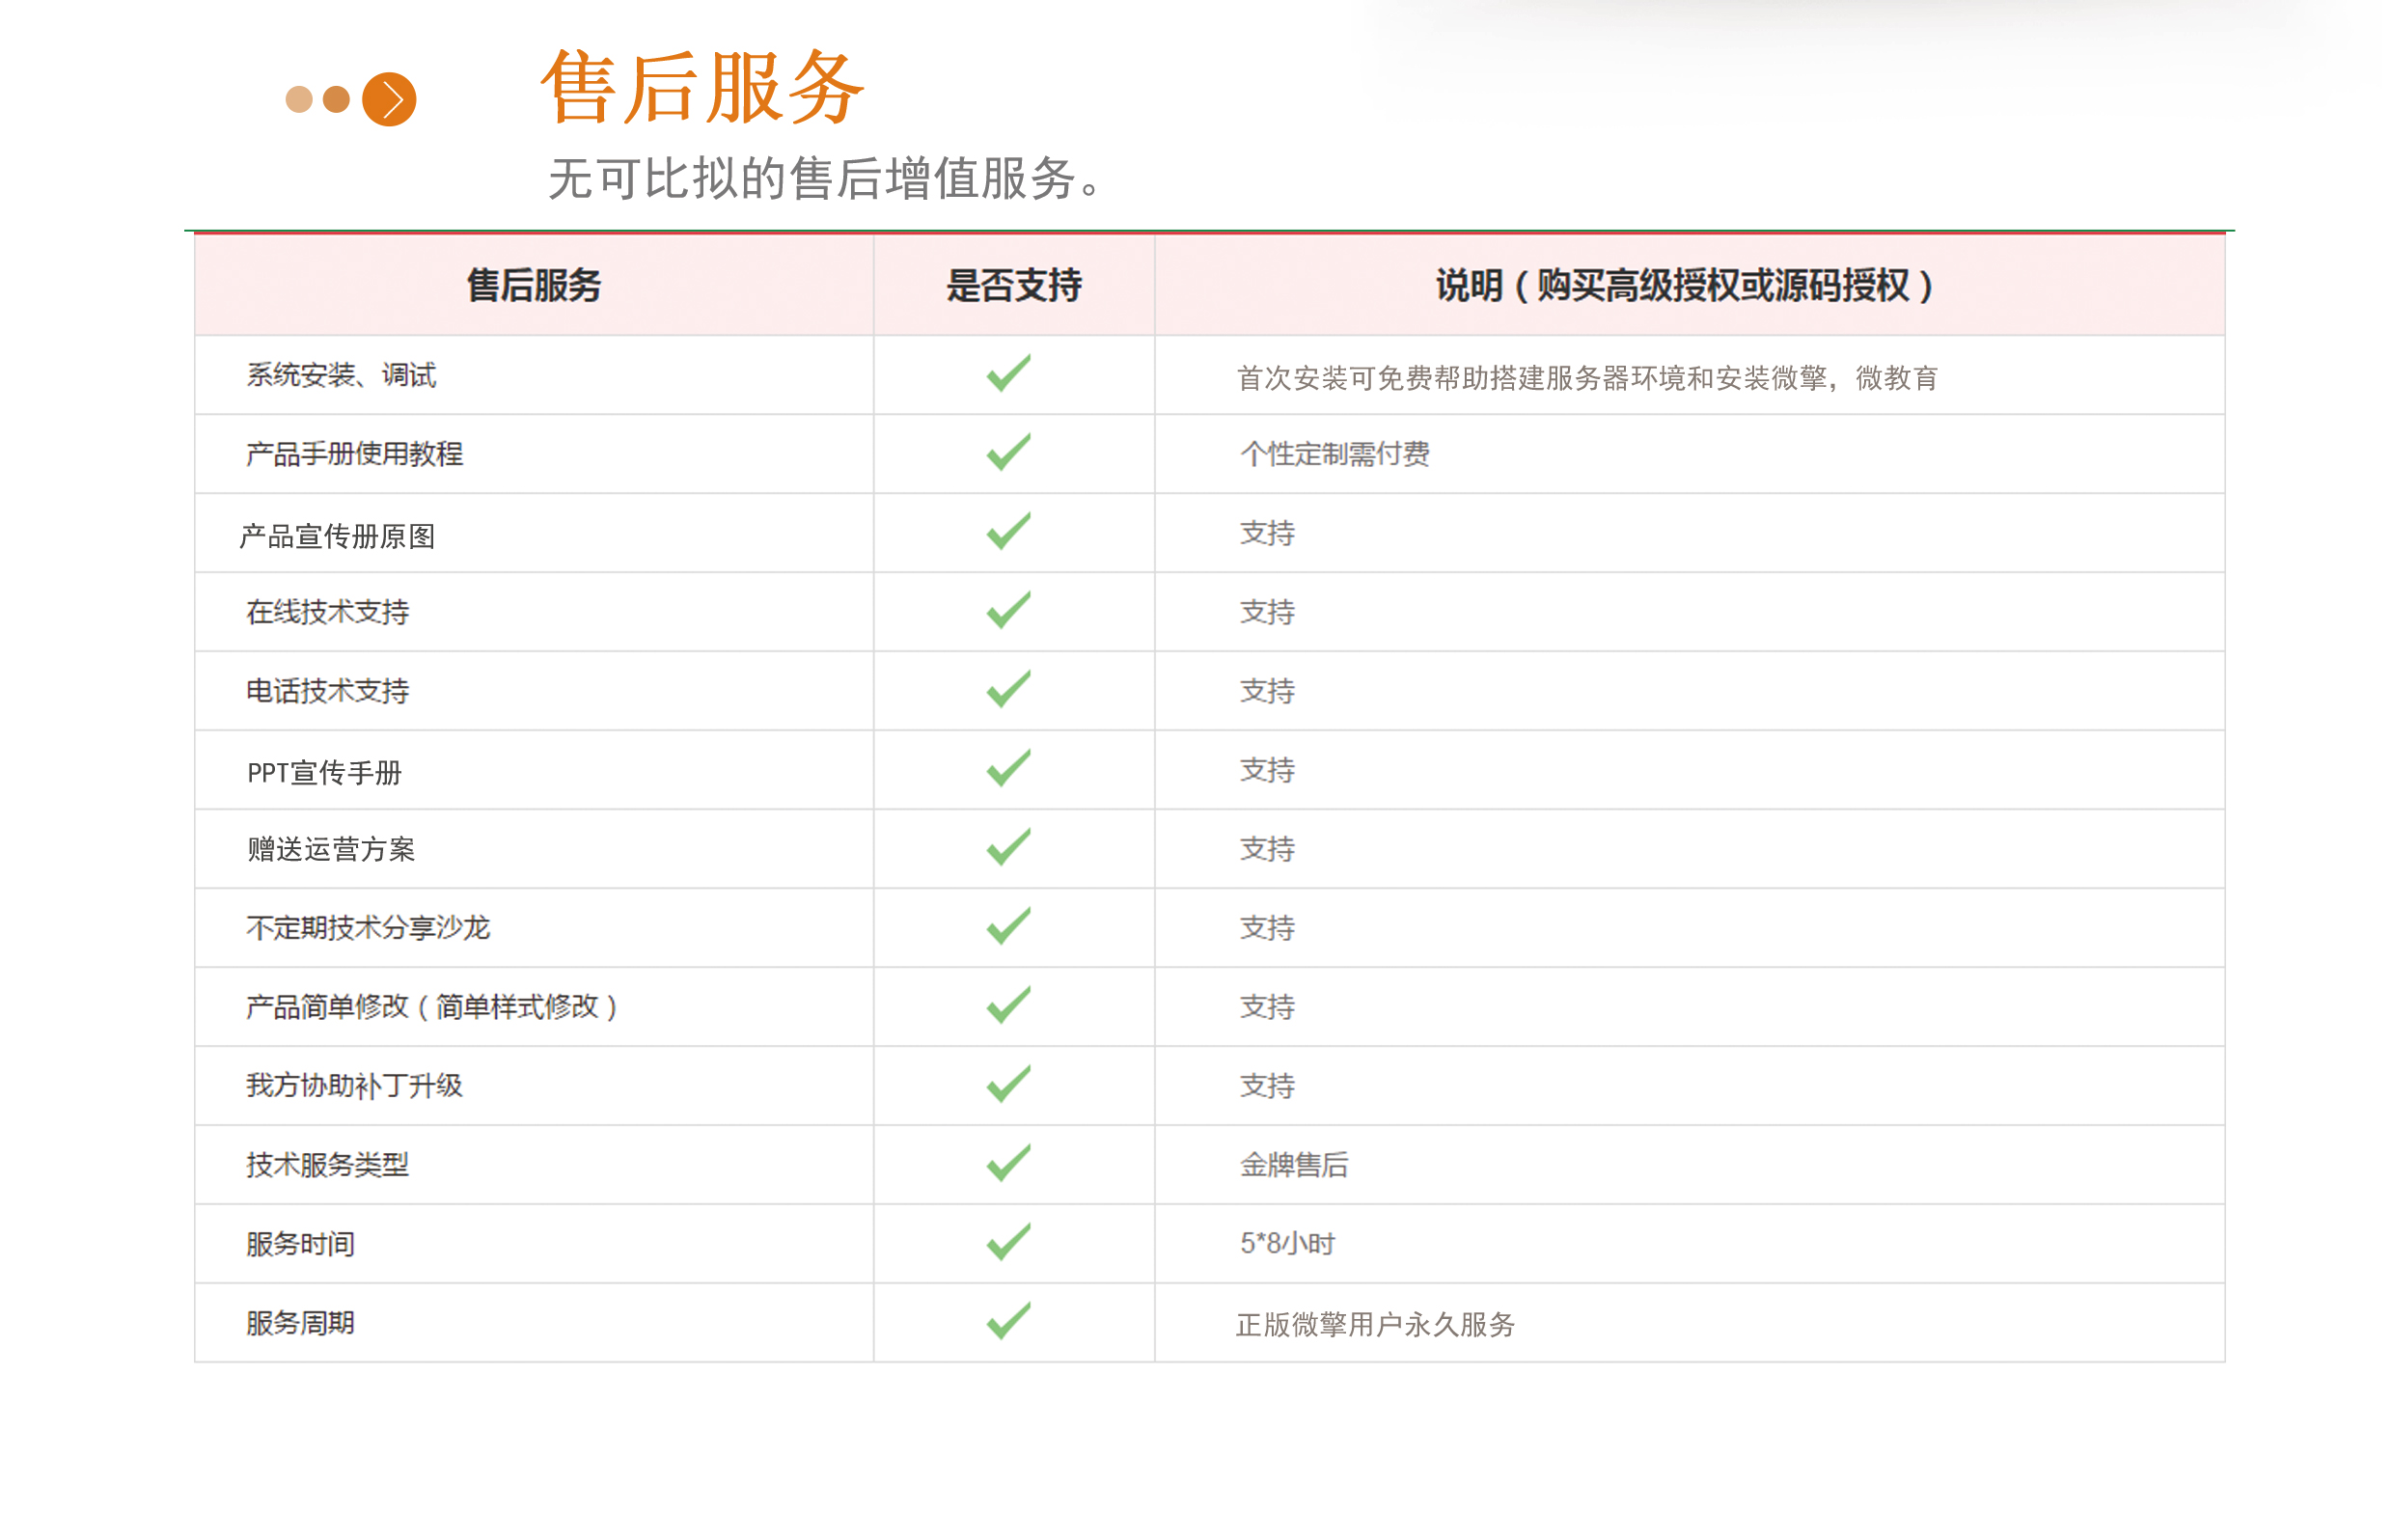 售后服务
无可比拟的售后增值服务。
售后服务 是否支持 说明（购买高级授权或源码授权）
系统安装、调试 首次安装可免费帮助搭建服务器环境和安装微擎，微教育
产品手册使用教程 个性定制需付费
产品宣传册原图 支持
在线技术支持 支持
电话技术支持 支持
PPT宣传手册 支持
赠送运营方案 支持
不定期技术分享沙龙 支持
产品简单修改（简单样式修改） 支持
我方协助补丁升级 支持
技术服务类型 金牌售后
服务时间 5*8小时
服务周期 正版微擎用户永久服务